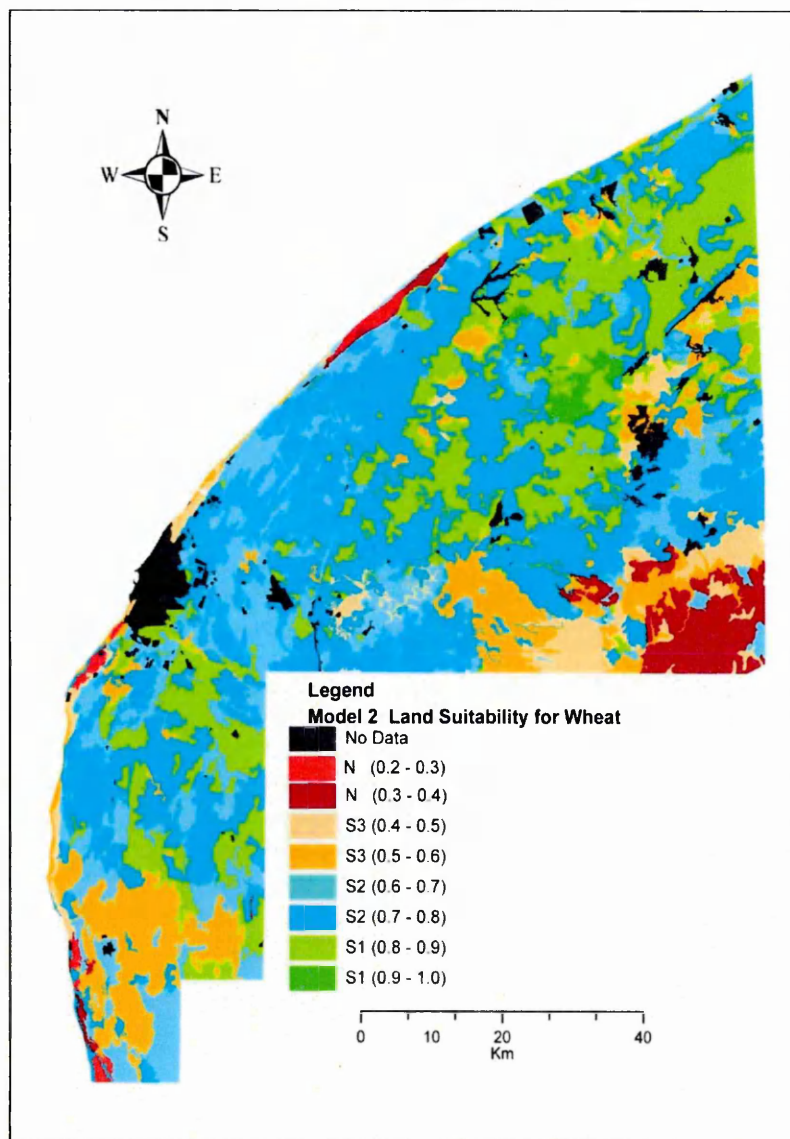 N
W E
S
Legend
Model 2 Land Suitability for Wheat
No Data
N (0.2 - 0.3)
N (0.3 - 0.4)
S3 (0.4 - 0.5)
S3 (0.5 - 0.6)
S2 (0.6 - 0.7)
S2 (0.7 - 0.8)
S1 (0.8 - 0.9)
S1 (0.9 - 1.0)
0 10 20 40
Km